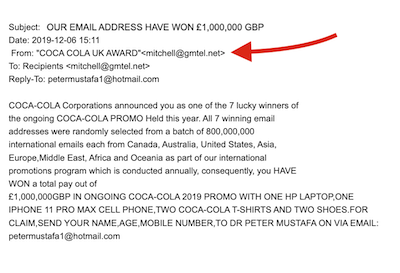 Subject: OUR EMAIL ADDRESS HAVE WON £1,000,000 GBP
Date: 2019-12-06 15:11
From: "COCA COLA UK AWARD"<mitchell@gmtel.net>
To: Recipients <mitchell@gmtel.net>
Reply-To: petermustafa1@hotmail.com
COCA-COLA Corporations announced you as one of the 7 lucky winners of
the ongoing COCA-COLA PROMO Held this year. All 7 winning email
addresses were randomly selected from a batch of 800,000,000
international emails each from Canada, Australia, United States, Asia,
Europe,Middle East, Africa and Oceania as part of our international
promotions program which is conducted annually, consequently, you HAVE
WON a total pay out of
£1,000,000GBP IN ONGOING COCA-COLA 2019 PROMO WITH ONE HP LAPTOP,ONE
IPHONE 11 PRO MAX CELL PHONE,TWO COCA-COLA T-SHIRTS AND TWO SHOES.FOR
CLAIM,SEND YOUR NAME,AGE,MOBILE NUMBER,TO DR PETER MUSTAFA ON VIA EMAIL:
petermustafa1@hotmail.com